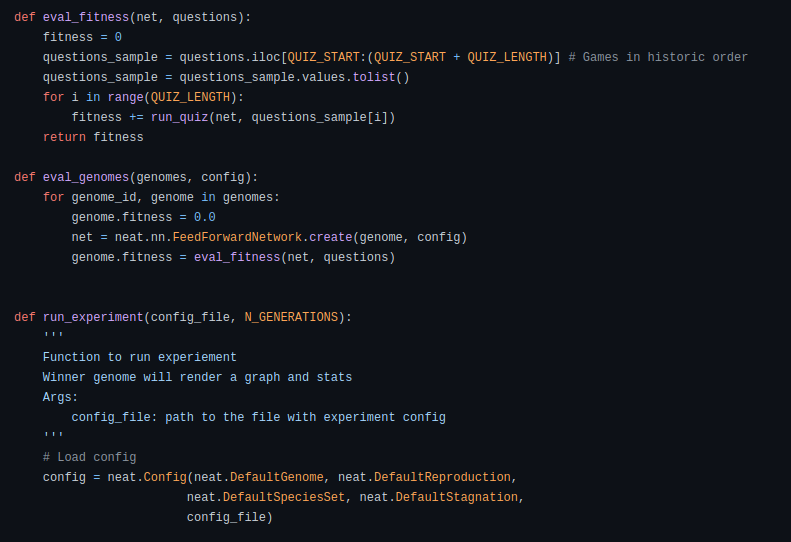 def eval_fitness(net, questions):
    fitness = 0
    questions_sample = questions.iloc[QUIZ_START:(QUIZ_START + QUIZ_LENGTH)] # Games in historic order
    questions_sample = questions_sample.values.tolist()
    for i in range(QUIZ_LENGTH):
        fitness += run_quiz(net, questions_sample[i])
    return fitness

def eval_genomes(genomes, config):
    for genome_id, genome in genomes:
        genome.fitness = 0.0
        net = neat.nn.FeedForwardNetwork.create(genome, config)
        genome.fitness = eval_fitness(net, questions)


def run_experiment(config_file, N_GENERATIONS):
    '''
    Function to run experiement
    Winner genome will render a graph and stats
    Args:
        config_file: path to the file with experiment config
    '''
    # Load config
    config = neat.Config(neat.DefaultGenome, neat.DefaultReproduction,
                        neat.DefaultSpeciesSet, neat.DefaultStagnation,
                        config_file)